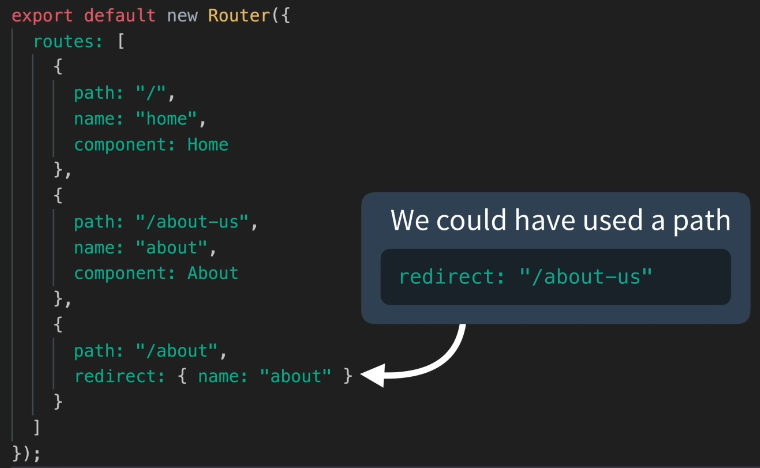 export default new Router({
routes: [
{
path: "/",
name: "home",
component: Home
},
{
path: "/about-us",
name: "about",
component: About
},
{
path: "/about",
redirect: { name: "about" }
}
]
});
We could have used a path
redirect: "/about-us"